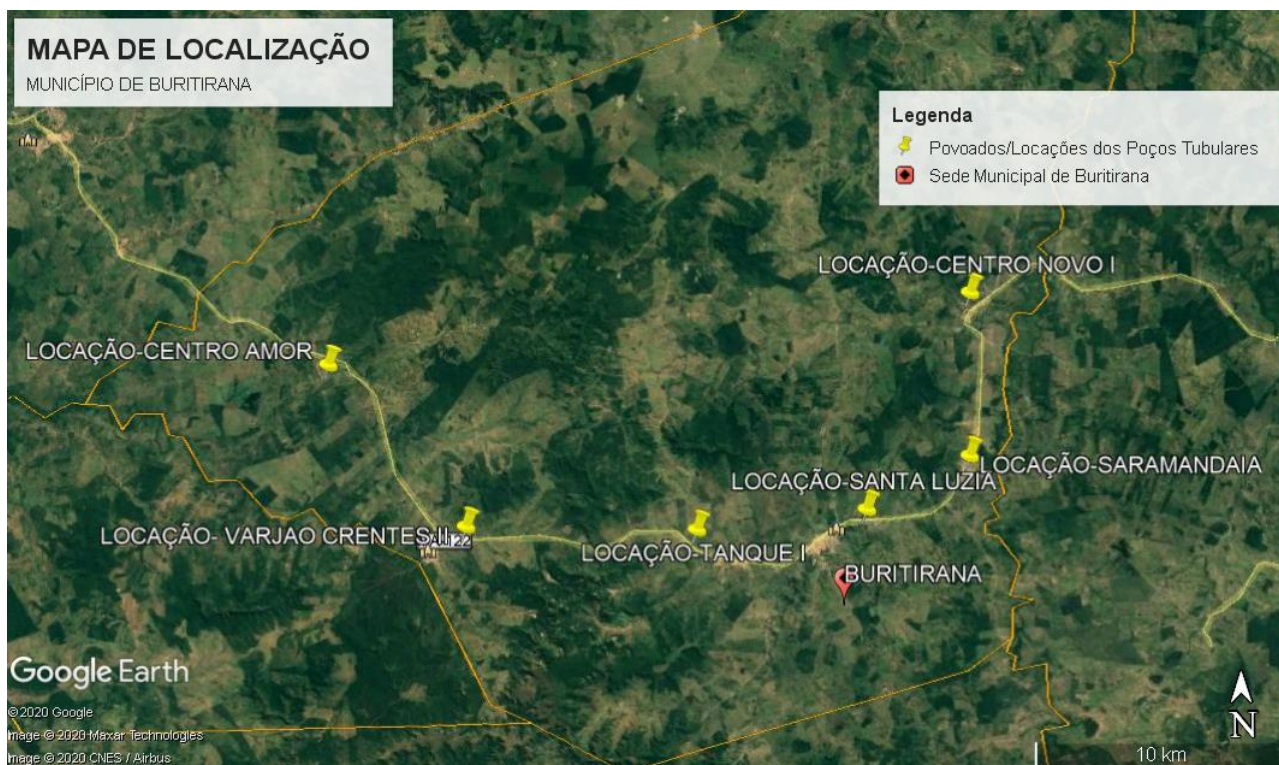 MAPA DE LOCALIZAÇÃO
MUNICÍPIO DE BURITIRANA
Legenda
Povoados/Locações dos Poços Tubulares
Sede Municipal de Buritirana
LOCAÇÃO-CENTRO NOVO I
LOCAÇÃO-CENTRO AMOR
LOCAÇÃO-SARAMANDAIA
LOCAÇÃO-SANTA LUZIA
LOCAÇÃO- VARJAO CRENTES II
LOCAÇÃO-TANQUE I
BURITIRANA
Google Earth
© 2020 Google
Image © 2020 Maxar Technologies
Image © 2020 CNES / Airbus
N
10 km